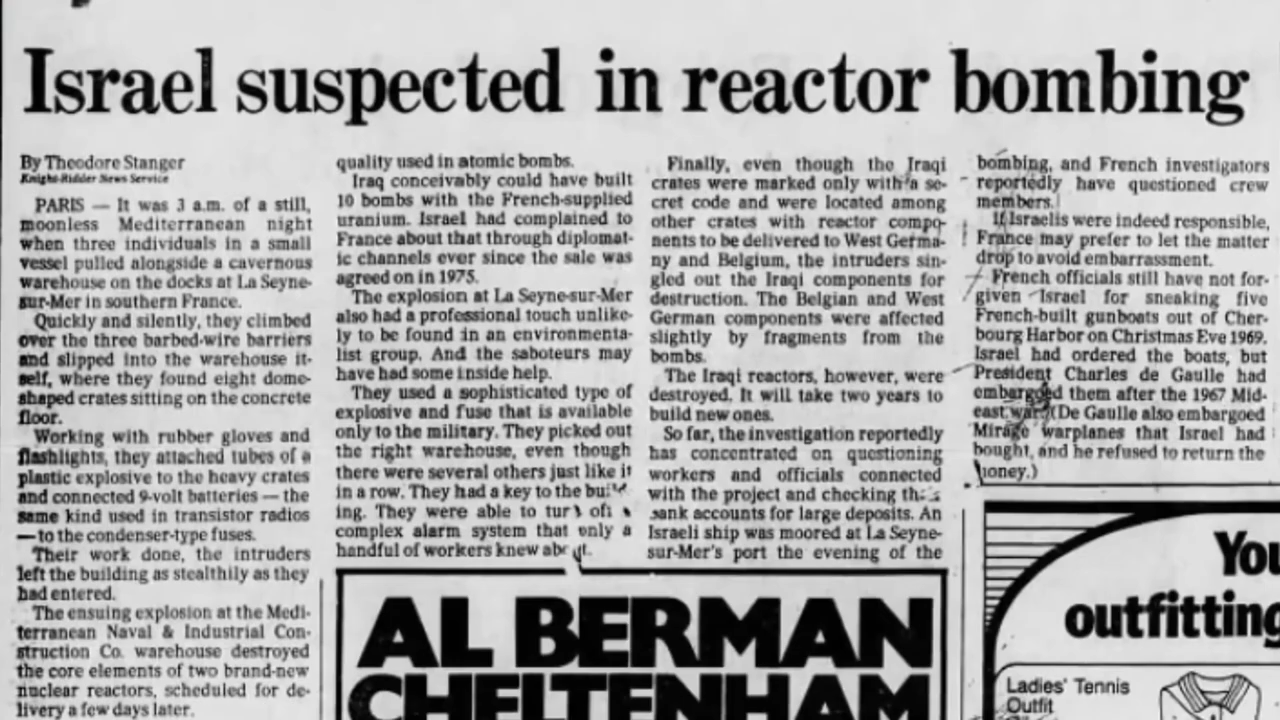 Israel suspected in reactor bombing
By Theodore Stanger
Knight-Ridder News Service
PARIS — It was 3 a.m. of a still,
moonless Mediterranean night
when three individuals in a small
vessel pulled alongside a cavernous
warehouse on the docks at La Seyne-
sur-Mer in southern France.
Quickly and silently, they climbed
over the three barbed-wire barriers
and slipped into the warehouse it-
self, where they found eight dome-
shaped crates sitting on the concrete
floor.
Working with rubber gloves and
flashlights, they attached tubes of a
plastic explosive to the heavy crates
and connected 9-volt batteries — the
same kind used in transistor radios
— to the condenser-type fuses.
Their work done, the intruders
left the building as stealthily as they
had entered.
The ensuing explosion at the Medi-
terranean Naval & Industrial Con-
struction Co. warehouse destroyed
the core elements of two brand-new
nuclear reactors, scheduled for de-
livery a few days later.
quality used in atomic bombs.
Iraq conceivably could have built
10 bombs with the French-supplied
uranium. Israel had complained to
France about that through diplomat-
ic channels ever since the sale was
agreed on in 1975.
The explosion at La Seyne-sur-Mer
also had a professional touch unlike-
ly to be found in an environmenta-
list group. And the saboteurs may
have had some inside help.
They used a sophisticated type of
explosive and fuse that is available
only to the military. They picked out
the right warehouse, even though
there were several others just like it
in a row. They had a key to the
ing. They were able to
complex alarm system that only a
handful of workers knew
Finally, even though the Iraqi
crates were marked only with a se-
cret code and were located among
other crates with reactor compo-
nents to be delivered to West Germa-
ny and Belgium, the intruders sin-
gled out the Iraqi components for
destruction. The Belgian and West
German components were affected
slightly by fragments from the
bombs.
The Iraqi reactors, however, were
destroyed. It will take two years to
build new ones.
So far, the investigation reportedly
has concentrated on questioning
workers and officials connected
with the project and checking
accounts for large deposits. An
Israeli ship was moored at La Seyne-
sur-Mer's port the evening of the
bombing, and French investigators
reportedly have questioned crew
members.
If Israelis were indeed responsible,
France may prefer to let the matter
drop to avoid embarrassment.
French officials still have not for-
given Israel for sneaking five
French-built gunboats out of Cher-
bourg Harbor on Christmas Eve 1969.
Israel had ordered the boats, but
President Charles de Gaulle had
embargoed them after the 1967 Mid-
east war. (De Gaulle also embargoed
Mirage warplanes that Israel had
bought, and he refused to return the
money.)
AL BERMAN
CHELTENHAM
You
outfitting
Ladies' Tennis
Outfit